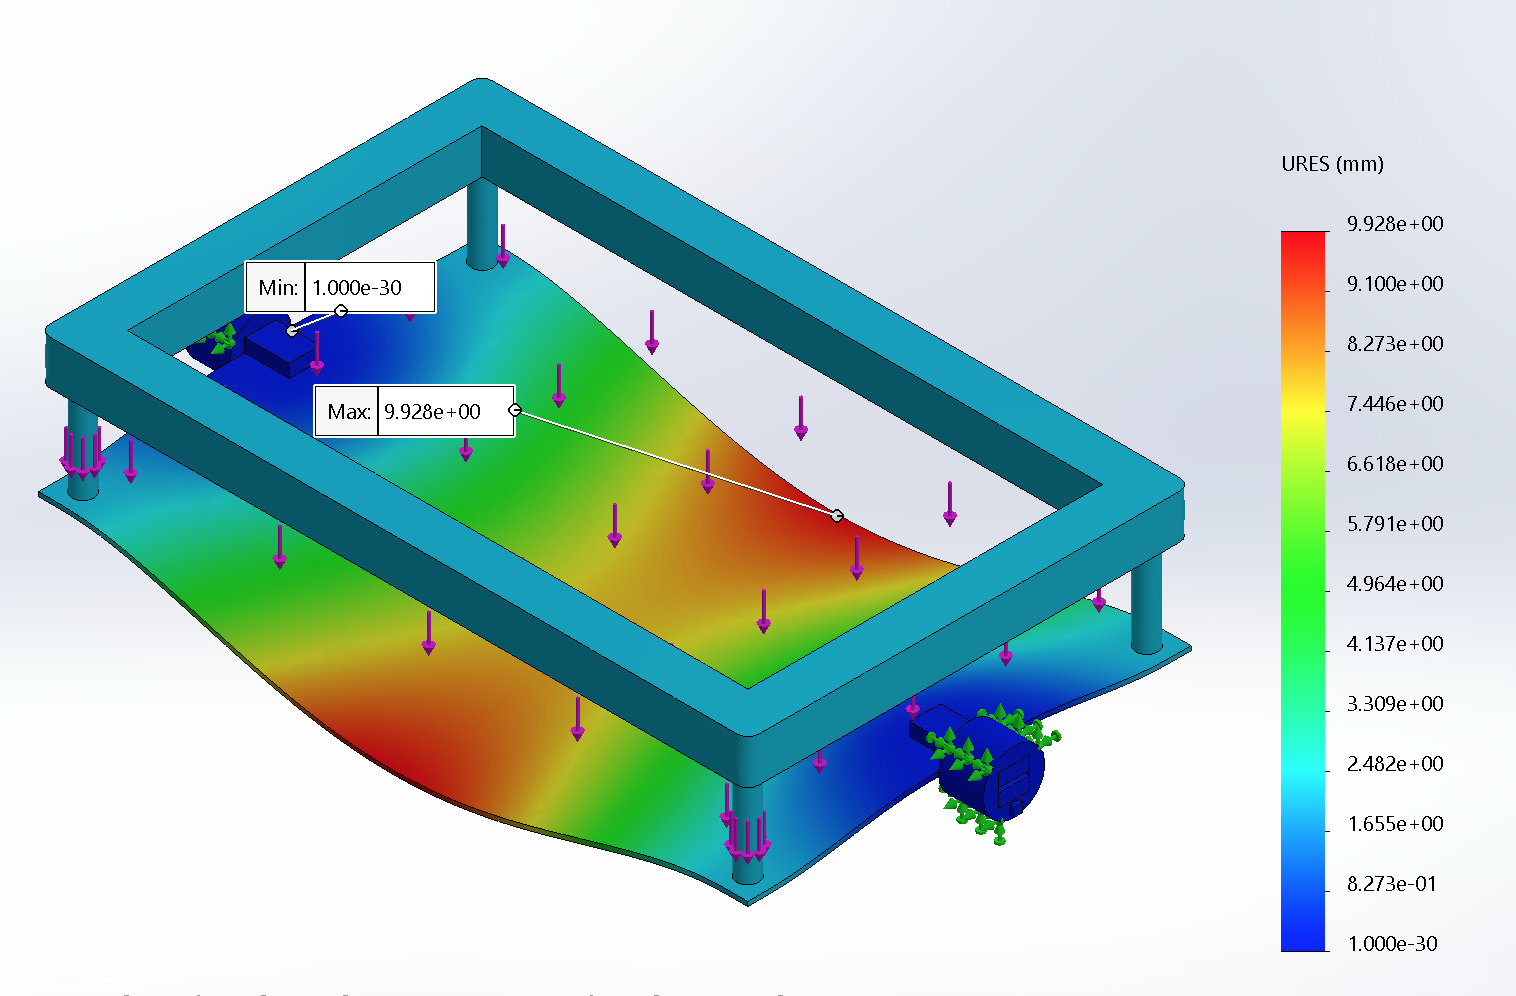 URES (mm)
9.928e+00
9.100e+00
8.273e+00
7.446e+00
6.618e+00
5.791e+00
4.964e+00
4.137e+00
3.309e+00
2.482e+00
1.655e+00
8.273e-01
1.000e-30
Min: 1.000e-30
Max: 9.928e+00